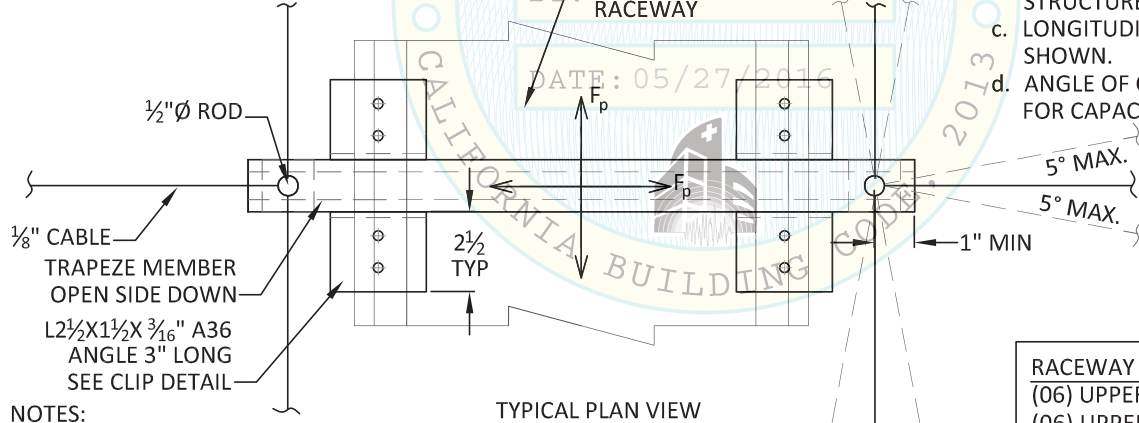 RACEWAY
STRUCTURE
c. LONGITUDI
SHOWN.
d. ANGLE OF
FOR CAPAC
DATE: 05/27/2016
CALIFORNIA BUILDING CODE, 2013
½"Ø ROD
Fp
Fp
5° MAX.
5° MAX.
⅛" CABLE
2½
TYP
1" MIN
TRAPEZE MEMBER
OPEN SIDE DOWN
L2½X1½X 3⁄16" A36
ANGLE 3" LONG
SEE CLIP DETAIL
NOTES:
TYPICAL PLAN VIEW
RACEWAY
(06) UPPER
(06) UPPER